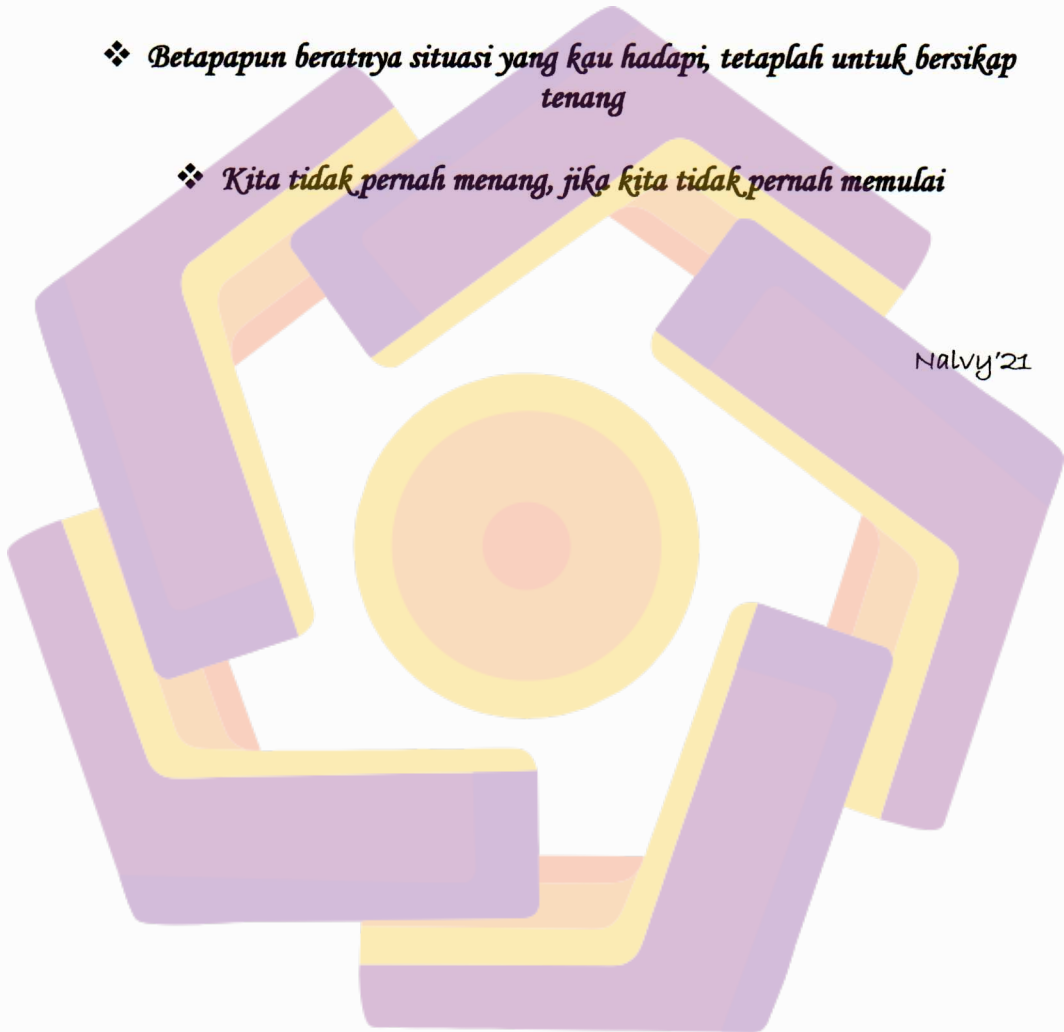 ❖ Betapapun beratnya situasi yang kau hadapi, tetaplah untuk bersikap
tenang
❖ Kita tidak pernah menang, jika kita tidak pernah memulai
Nalvy'21